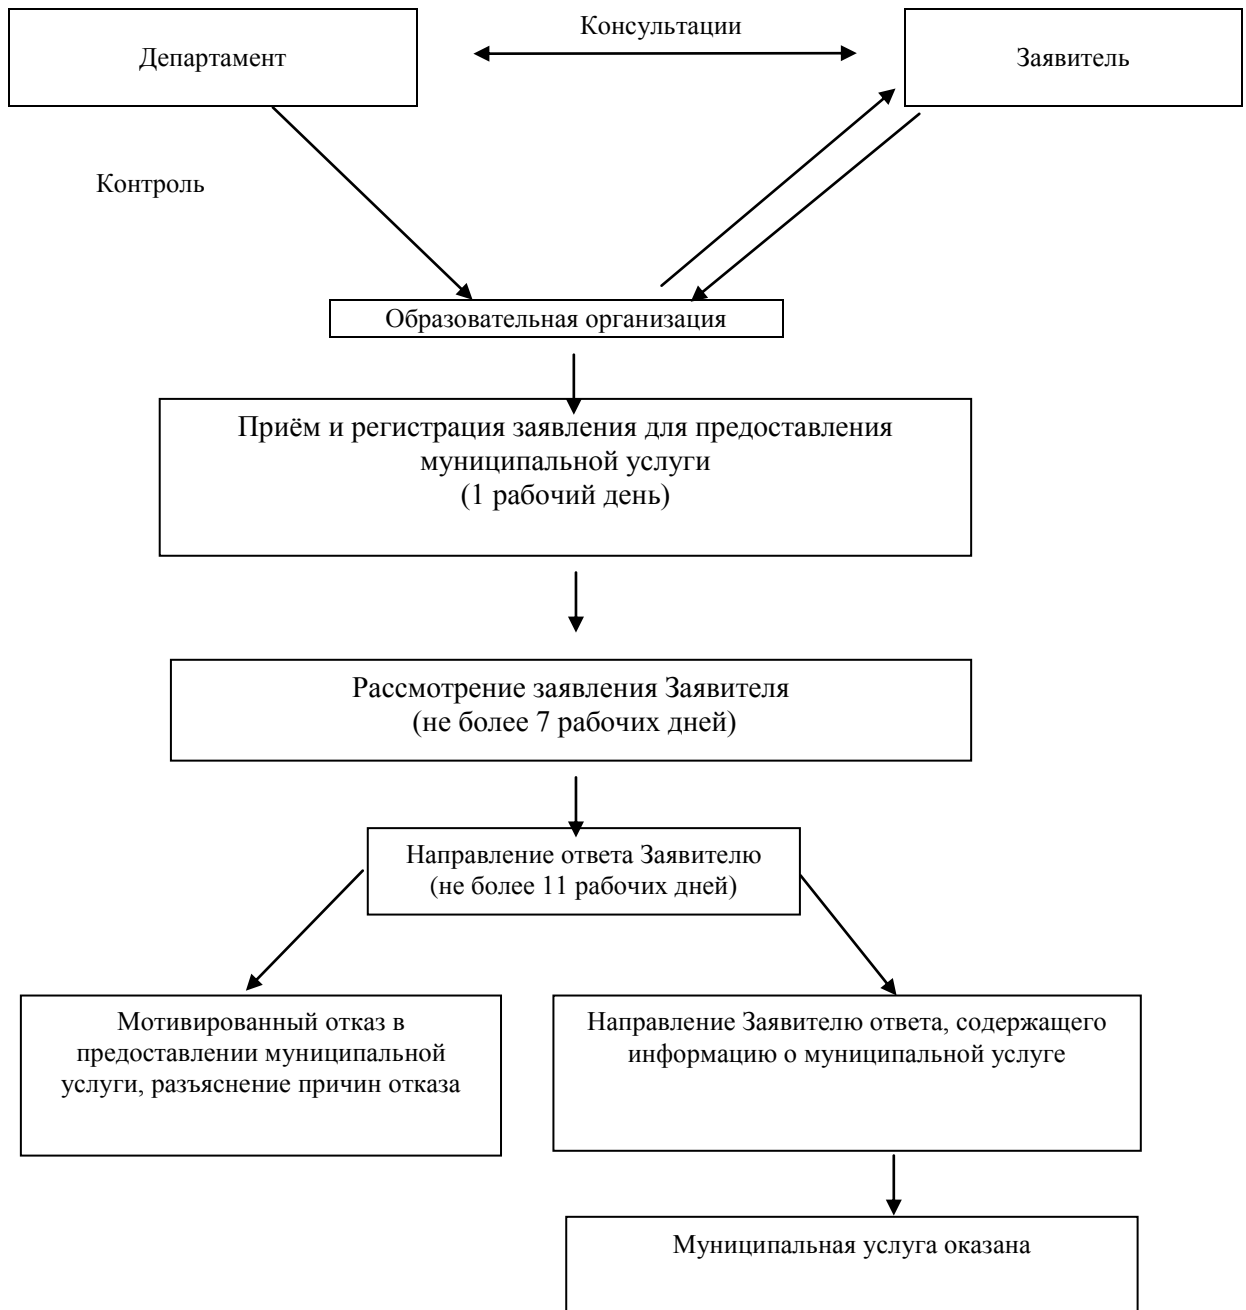 Консультации
Департамент
Заявитель
Контроль
Образовательная организация
Приём и регистрация заявления для предоставления
муниципальной услуги
(1 рабочий день)
Рассмотрение заявления Заявителя
(не более 7 рабочих дней)
Направление ответа Заявителю
(не более 11 рабочих дней)
Мотивированный отказ в
предоставлении муниципальной
услуги, разъяснение причин отказа
Направление Заявителю ответа, содержащего
информацию о муниципальной услуге
Муниципальная услуга оказана